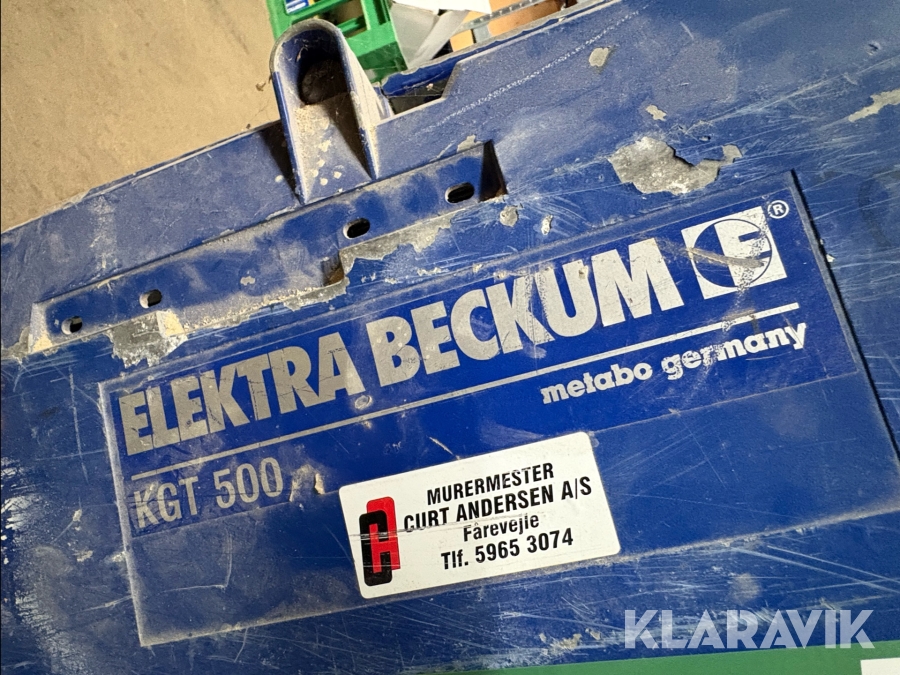 ELEKTRA BECKUM ®
metabo germany
KGT 500
MURERMESTER
CURT ANDERSEN A/S
Fårevejle
Tlf. 5965 3074
KLARAVIK